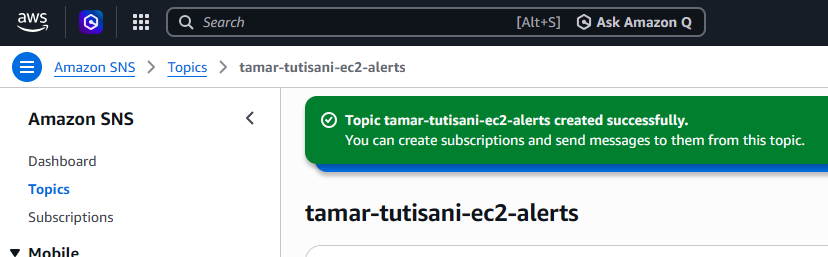 aws
Search [Alt+S] Ask Amazon Q
Amazon SNS > Topics > tamar-tutisani-ec2-alerts
Amazon SNS
Dashboard
Topics
Subscriptions
Mobile
Topic tamar-tutisani-ec2-alerts created successfully.
You can create subscriptions and send messages to them from this topic.
tamar-tutisani-ec2-alerts